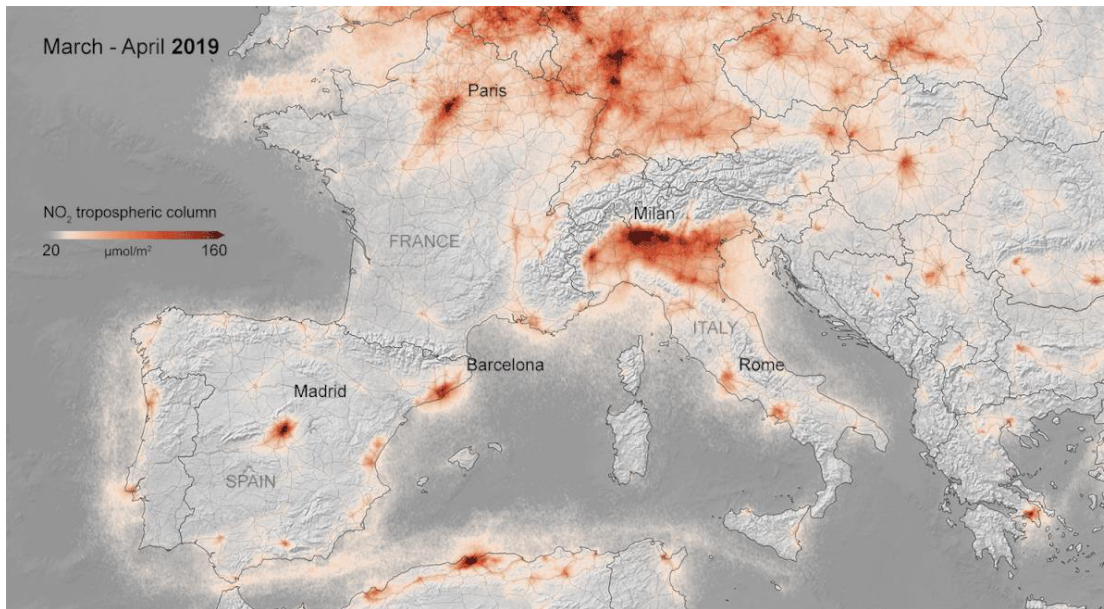 March - April 2019
Paris
NO₂ tropospheric column
20 µmol/m² 160
Milan
FRANCE
ITALY
Barcelona
Rome
Madrid
SPAIN